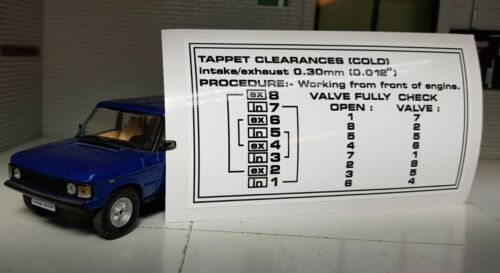 TAPPET CLEARANCES (COLD)
intake/exhaust 0.30mm (0.012")
PROCEDURE:- Working from front of engine.
ex 8
in 7
ex 6
in 5
ex 4
in 3
ex 2
in 1
VALVE FULLY CHECK
OPEN : VALVE :
1 7
8 2
5 5
4 6
7 1
2 8
3 5
6 4